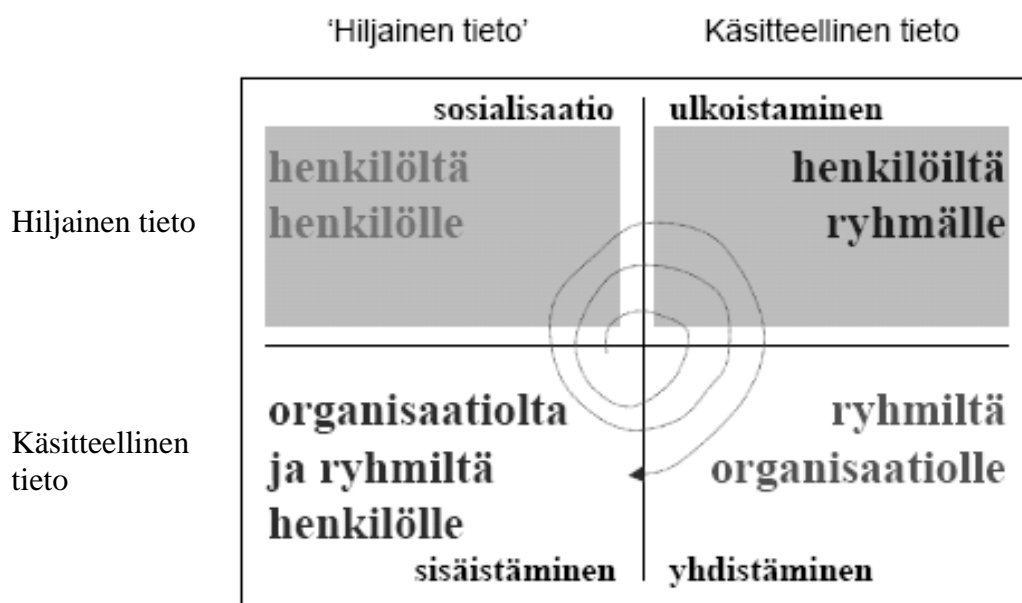 ‘Hiljainen tieto’ Käsitteellinen tieto
sosialisaatio ulkoistaminen
henkilöltä henkilöiltä
Hiljainen tieto henkilölle ryhmälle
organisaatiolta ryhmiltä
Käsitteellinen
tieto
ja ryhmiltä organisaatiolle
henkilölle
sisäistäminen yhdistäminen